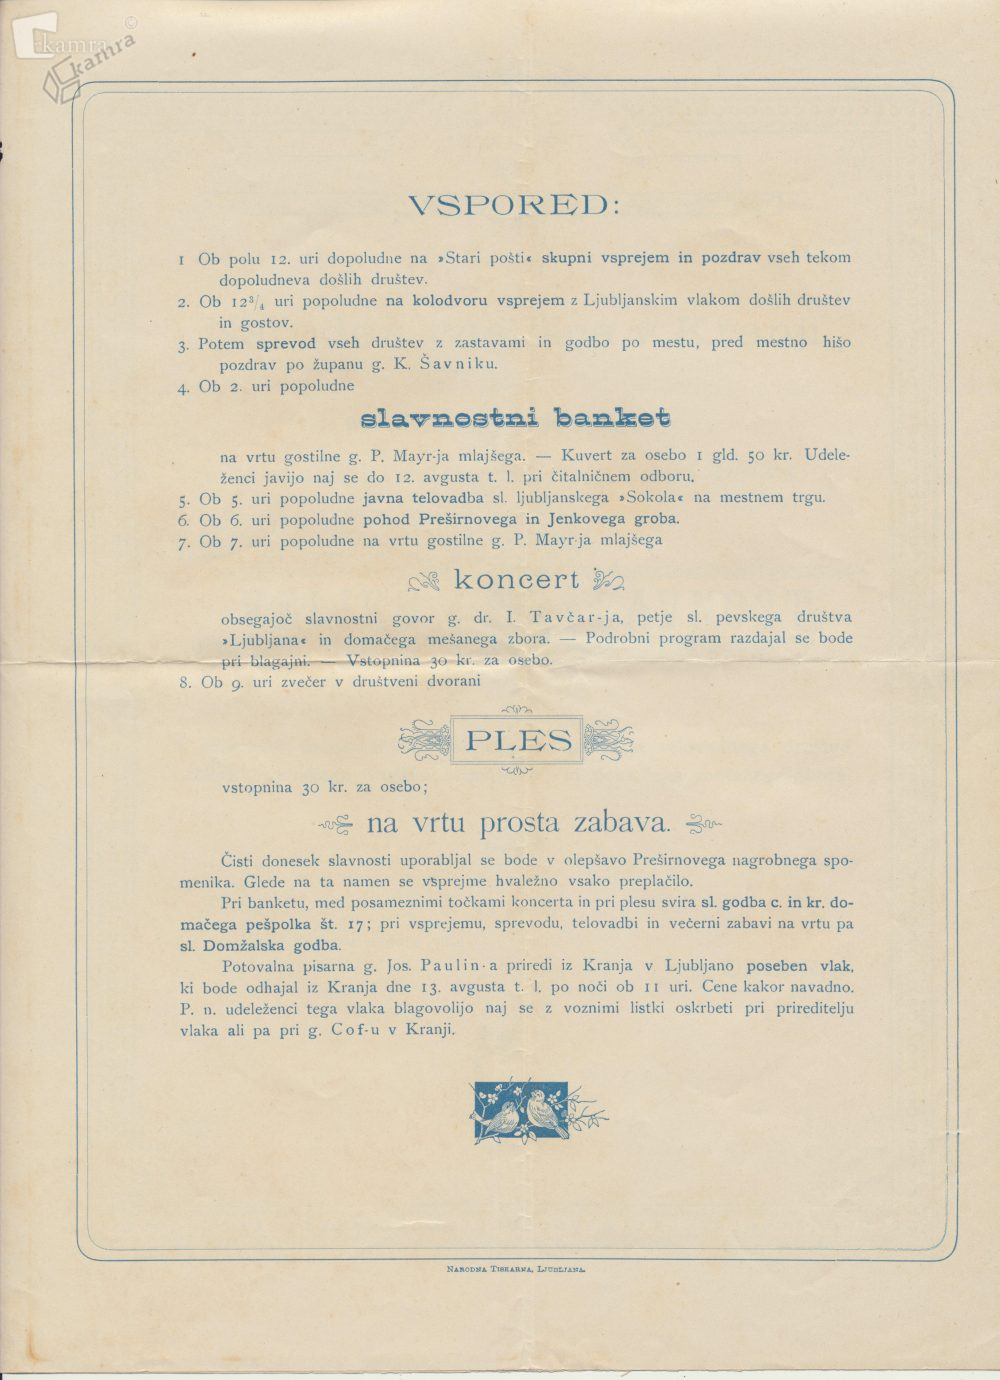 kamra
kamra ©
VSPORED:
1 Ob polu 12. uri dopoludne na »Stari pošti« skupni vsprejem in pozdrav vseh tekom
dopoludneva došlih društev.
2. Ob 12 3/4 uri popoludne na kolodvoru vsprejem z Ljubljanskim vlakom došlih društev
in gostov.
3. Potem sprevod vseh društev z zastavami in godbo po mestu, pred mestno hišo
pozdrav po županu g. K. Šavniku.
4. Ob 2. uri popoludne
slavnostni banket
na vrtu gostilne g. P. Mayr-ja mlajšega. — Kuvert za osebo 1 gld. 50 kr. Udele-
ženci javijo naj se do 12. avgusta t. l. pri čitalničnem odboru.
5. Ob 5. uri popoludne javna telovadba sl. ljubljanskega »Sokola« na mestnem trgu.
6. Ob 6. uri popoludne pohod Preširnovega in Jenkovega groba.
7. Ob 7. uri popoludne na vrtu gostilne g. P. Mayr-ja mlajšega
koncert
obsegajoč slavnostni govor g. dr. I. Tavčar-ja, petje sl. pevskega društva
»Ljubljana« in domačega mešanega zbora. — Podrobni program razdajal se bode
pri blagajni. — Vstopnina 30 kr. za osebo.
8. Ob 9. uri zvečer v društveni dvorani
PLES
vstopnina 30 kr. za osebo;
na vrtu prosta zabava.
Čisti donesek slavnosti uporabljal se bode v olepšavo Preširnovega nagrobnega spo-
menika. Glede na ta namen se vsprejme hvaležno vsako preplačilo.
Pri banketu, med posameznimi točkami koncerta in pri plesu svira sl. godba c. in kr. do-
mačega pešpolka št. 17; pri vsprejemu, sprevodu, telovadbi in večerni zabavi na vrtu pa
sl. Domžalska godba.
Potovalna pisarna g. Jos. Paulin-a priredi iz Kranja v Ljubljano poseben vlak,
ki bode odhajal iz Kranja dne 13. avgusta t. l. po noči ob 11 uri. Cene kakor navadno.
P. n. udeleženci tega vlaka blagovolijo naj se z voznimi listki oskrbeti pri prireditelju
vlaka ali pa pri g. Cof-u v Kranji.
Narodna Tiskarna, Ljubljana.